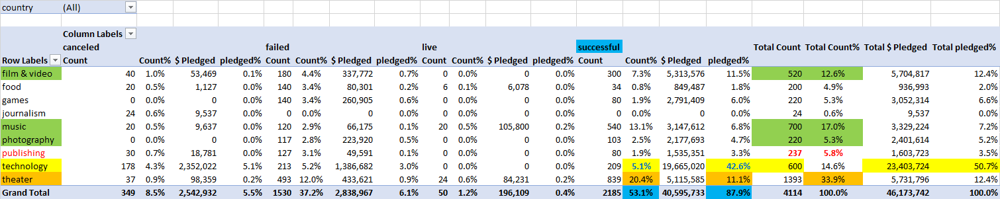 country (All)
Column Labels
canceled failed live successful Total Count Total Count% Total $ Pledged Total pledged%
Row Labels Count Count% $ Pledged pledged% Count Count% $ Pledged pledged% Count Count% $ Pledged pledged% Count Count% $ Pledged pledged%
film & video 40 1.0% 53,469 0.1% 180 4.4% 337,772 0.7% 0 0.0% 0 0.0% 300 7.3% 5,313,576 11.5% 520 12.6% 5,704,817 12.4%
food 20 0.5% 1,127 0.0% 140 3.4% 80,301 0.2% 6 0.1% 6,078 0.0% 34 0.8% 849,487 1.8% 200 4.9% 936,993 2.0%
games 0 0.0% 0 0.0% 140 3.4% 260,905 0.6% 0 0.0% 0 0.0% 80 1.9% 2,791,409 6.0% 220 5.3% 3,052,314 6.6%
journalism 24 0.6% 9,537 0.0% 0 0.0% 0 0.0% 0 0.0% 0 0.0% 0 0.0% 0 0.0% 24 0.6% 9,537 0.0%
music 20 0.5% 9,637 0.0% 120 2.9% 66,175 0.1% 20 0.5% 105,800 0.2% 540 13.1% 3,147,612 6.8% 700 17.0% 3,329,224 7.2%
photography 0 0.0% 0 0.0% 117 2.8% 223,920 0.5% 0 0.0% 0 0.0% 103 2.5% 2,177,693 4.7% 220 5.3% 2,401,614 5.2%
publishing 30 0.7% 18,781 0.0% 127 3.1% 49,591 0.1% 0 0.0% 0 0.0% 80 1.9% 1,535,351 3.3% 237 5.8% 1,603,723 3.5%
technology 178 4.3% 2,352,022 5.1% 213 5.2% 1,386,682 3.0% 0 0.0% 0 0.0% 209 5.1% 19,665,020 42.6% 600 14.6% 23,403,724 50.7%
theater 37 0.9% 98,359 0.2% 493 12.0% 433,621 0.9% 24 0.6% 84,231 0.2% 839 20.4% 5,115,585 11.1% 1393 33.9% 5,731,796 12.4%
Grand Total 349 8.5% 2,542,932 5.5% 1530 37.2% 2,838,967 6.1% 50 1.2% 196,109 0.4% 2185 53.1% 40,595,733 87.9% 4114 100.0% 46,173,742 100.0%